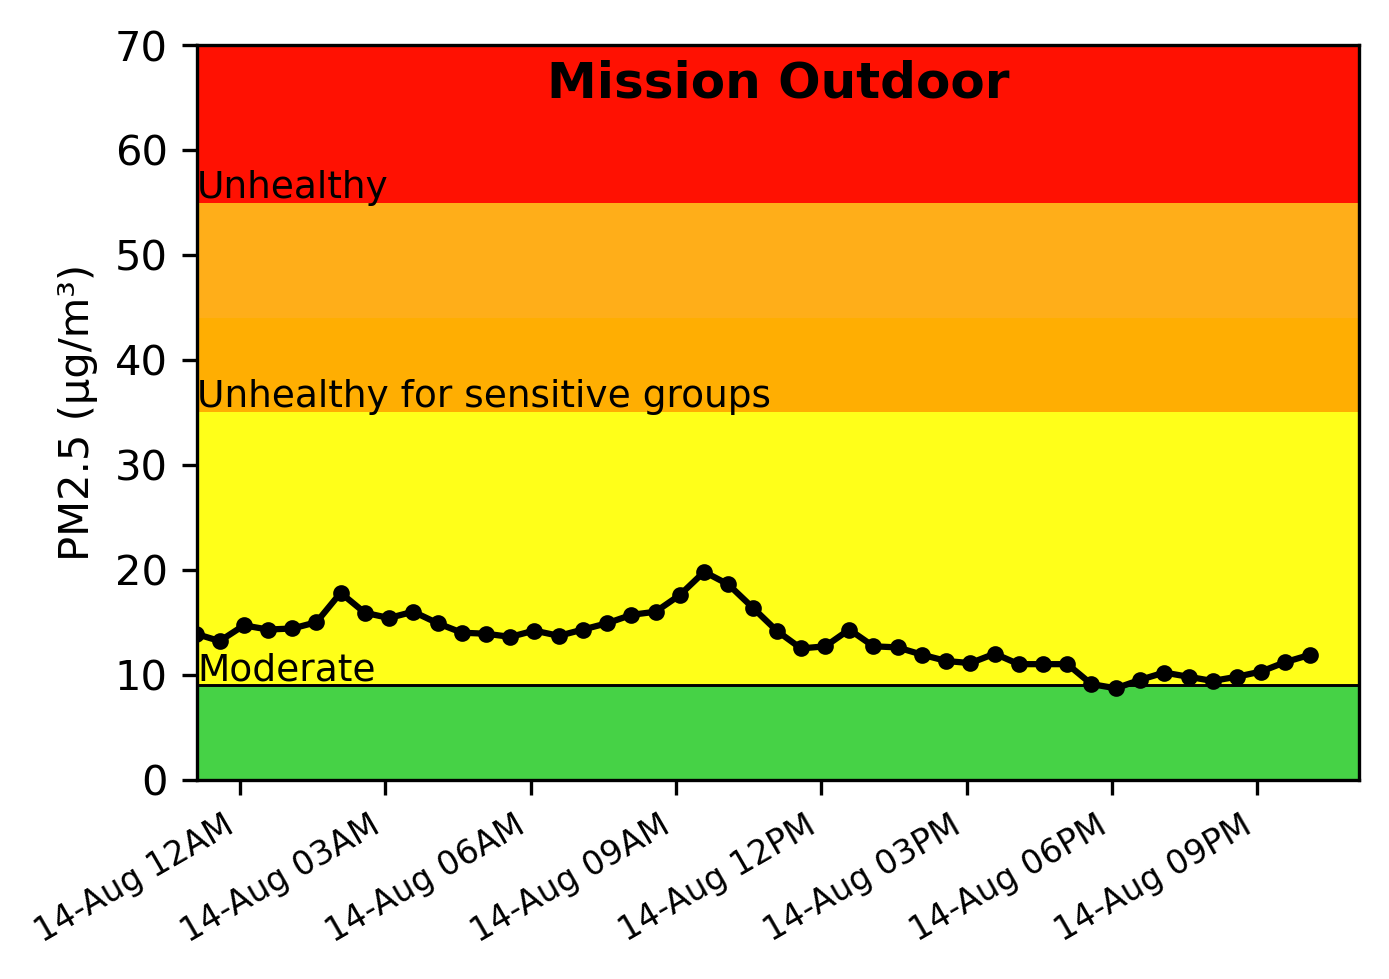 Mission Outdoor
PM2.5 (µg/m³)
70
60
50
40
30
20
10
0
Unhealthy
Unhealthy for sensitive groups
Moderate
14-Aug 12AM
14-Aug 03AM
14-Aug 06AM
14-Aug 09AM
14-Aug 12PM
14-Aug 03PM
14-Aug 06PM
14-Aug 09PM